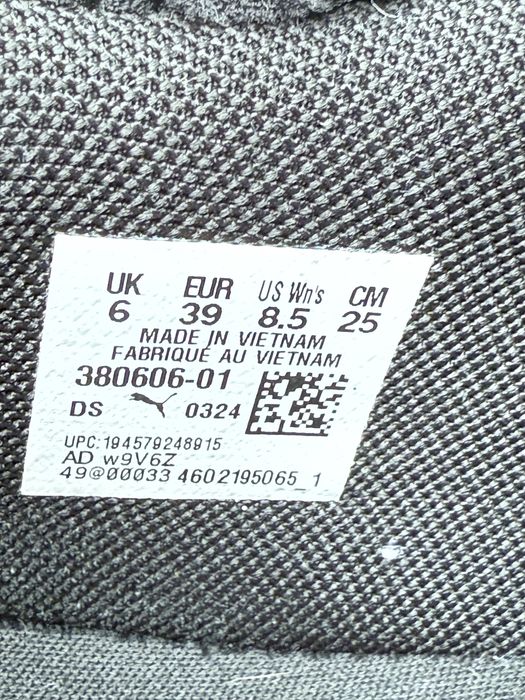 UK EUR US Wn's CM
6 39 8.5 25
MADE IN VIETNAM
FABRIQUÉ AU VIETNAM
380606-01
DS 0324
UPC:194579248915
AD w9V6Z
49@00033 4602195065_1